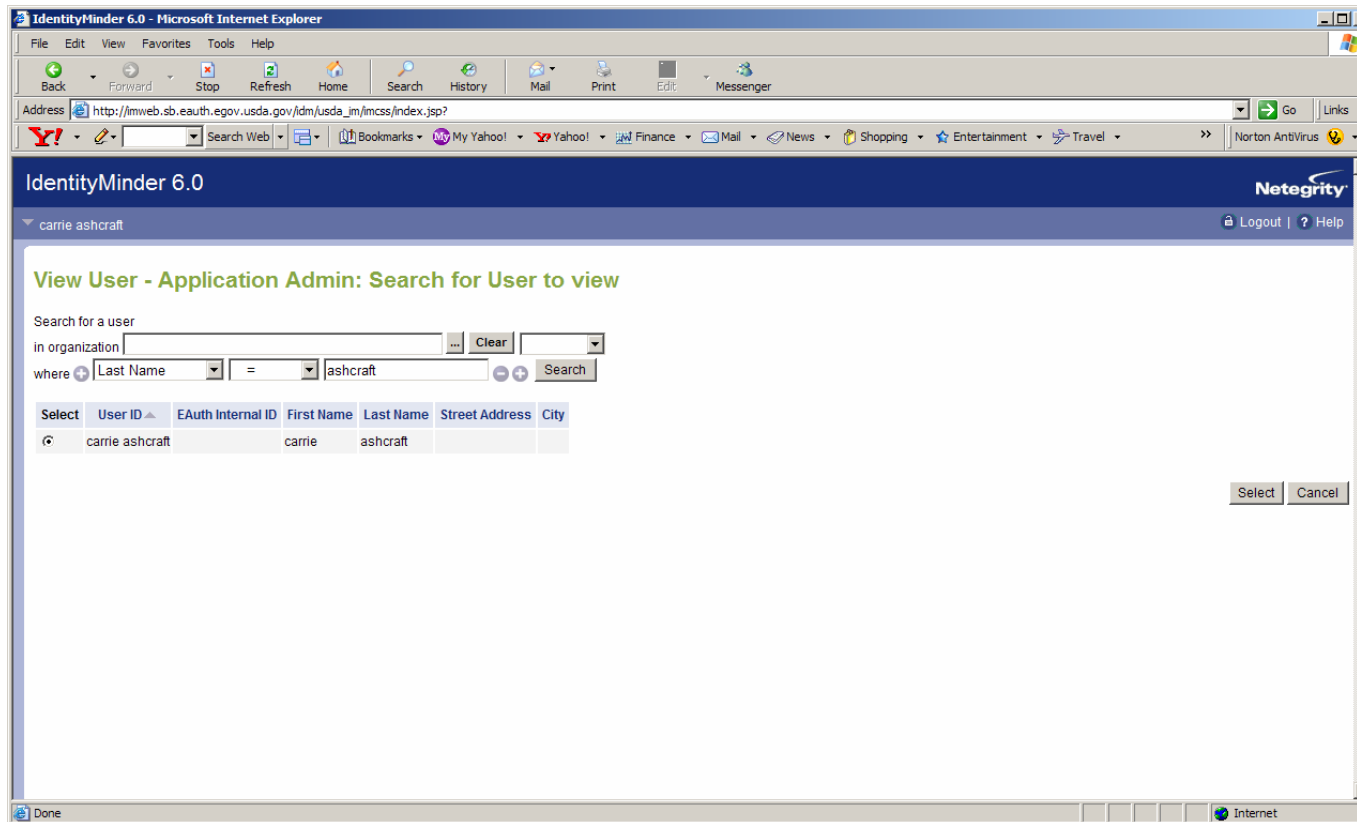 IdentityMinder 6.0 - Microsoft Internet Explorer
File Edit View Favorites Tools Help
Back Forward Stop Refresh Home Search History Mail Print Edit Messenger
Address http://imweb.sb.eauth.egov.usda.gov/idm/usda_im/imcss/index.jsp? Go Links
Y! Search Web Bookmarks My Yahoo! Yahoo! Finance Mail News Shopping Entertainment Travel >> Norton AntiVirus
IdentityMinder 6.0 Netegrity
carrie ashcraft Logout | ? Help
View User - Application Admin: Search for User to view
Search for a user
in organization ... Clear
where Last Name = ashcraft Search
Select User ID EAuth Internal ID First Name Last Name Street Address City
carrie ashcraft carrie ashcraft
Select Cancel
Done Internet